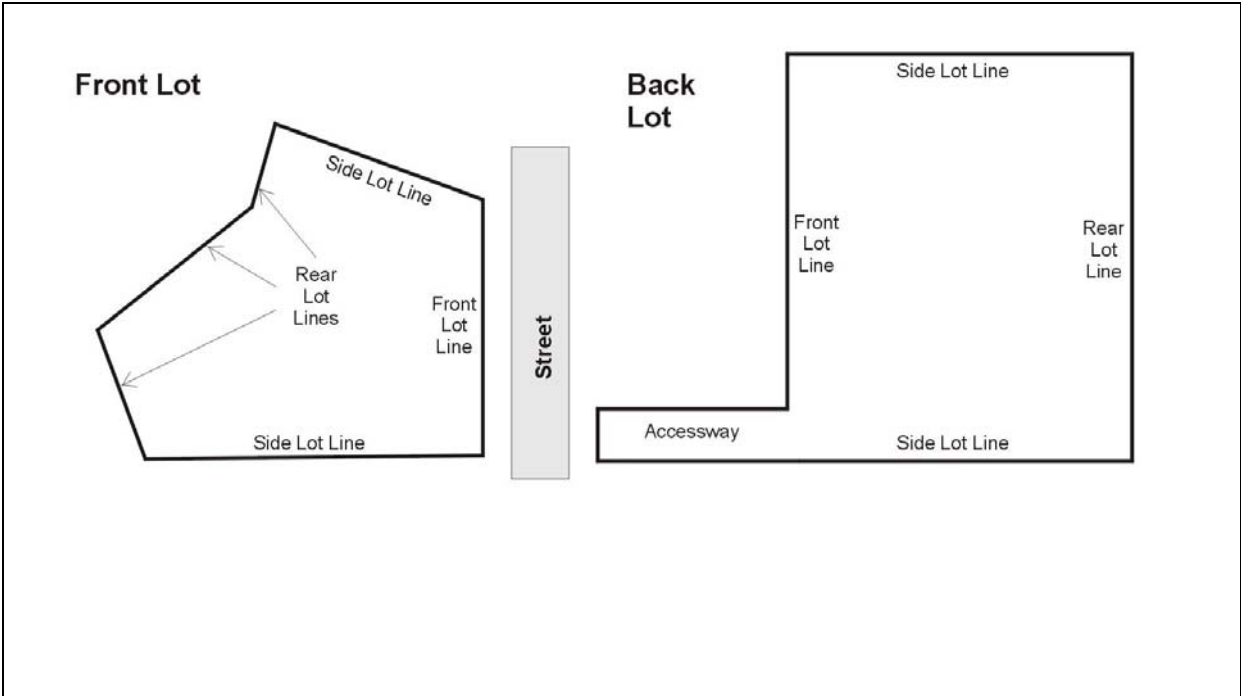 Front Lot
Side Lot Line
Rear
Lot
Lines
Front
Lot
Line
Side Lot Line
Street
Back
Lot
Side Lot Line
Front
Lot
Line
Rear
Lot
Line
Accessway
Side Lot Line